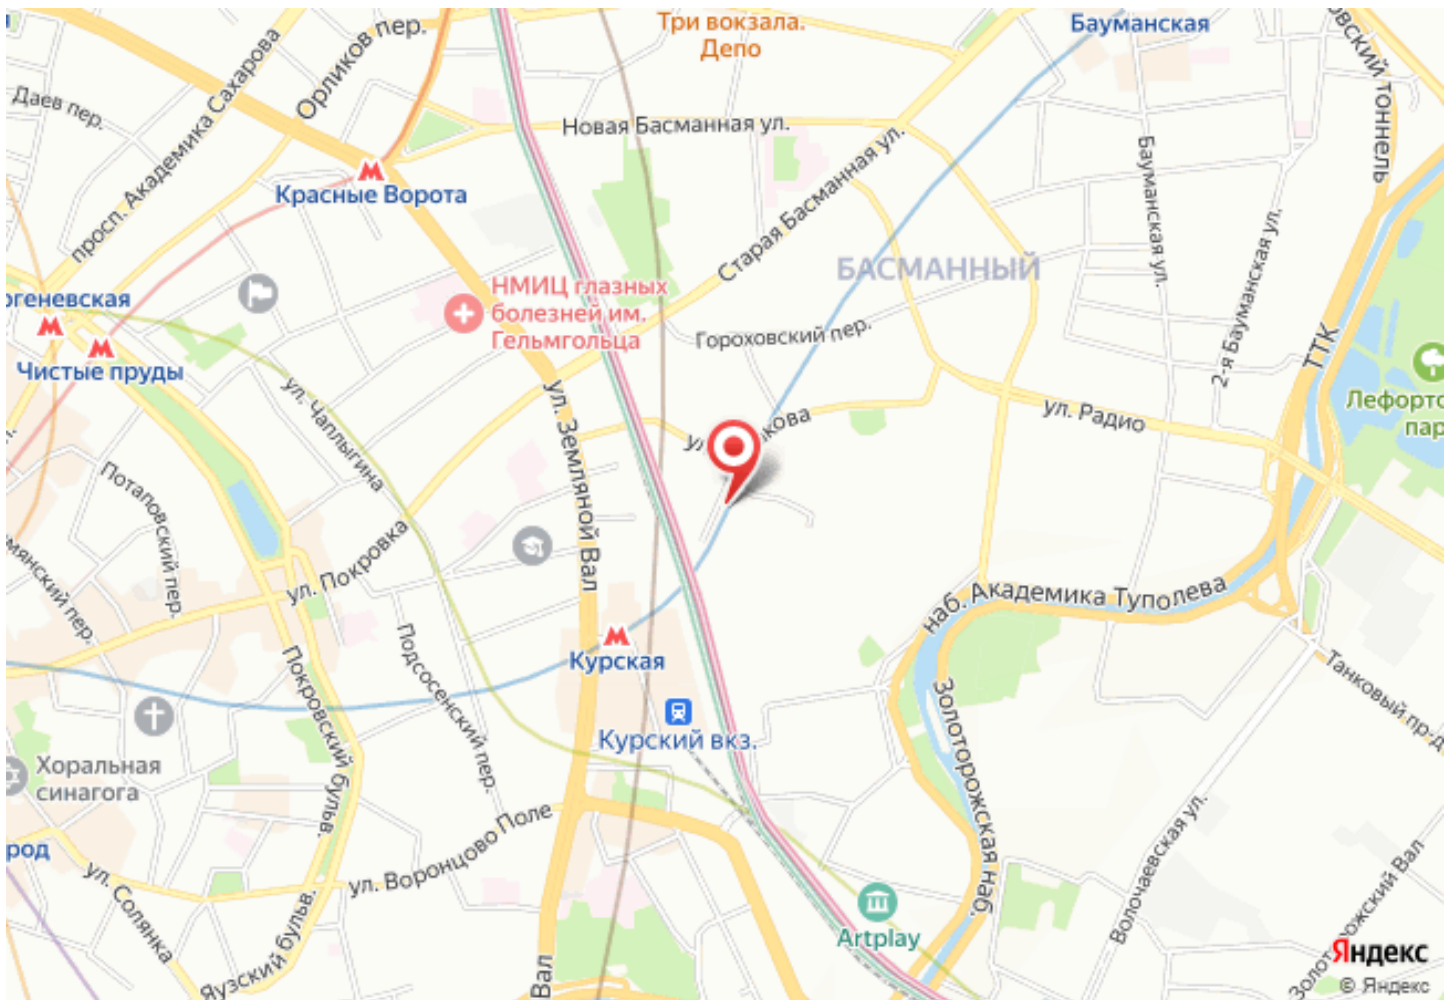 Три вокзала.
Депо
Бауманская
Орликов пер.
Даев пер.
просп. Академика Сахарова
Новая Басманная ул.
Старая Басманная ул.
Бауманская ул.
тоннель
Красные Ворота
БАСМАННЫЙ
2-я Бауманская ул.
НМИЦ глазных
болезней им.
Гельмгольца
Гороховский пер.
ТТК
Чистые пруды
ул. Чаплыгина
ул. Земляной Вал
ул. Радио
Потаповский пер.
ул. Покровка
наб. Академика Туполева
Подсосенский пер.
Курская
Покровский бульв.
Танковый пр-д
Золоторожская наб.
Курский вкз.
Хоральная
синагога
ул. Воронцово Поле
Волочаевская ул.
ул. Солянка
Яузский бульв.
Вал
Artplay
Яндекс
© Яндекс